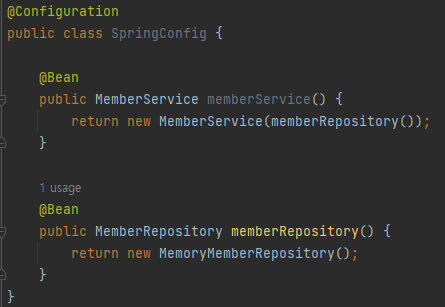 @Configuration
public class SpringConfig {
@Bean
public MemberService memberService() {
return new MemberService(memberRepository());
}
1 usage
@Bean
public MemberRepository memberRepository() {
return new MemoryMemberRepository();
}
}